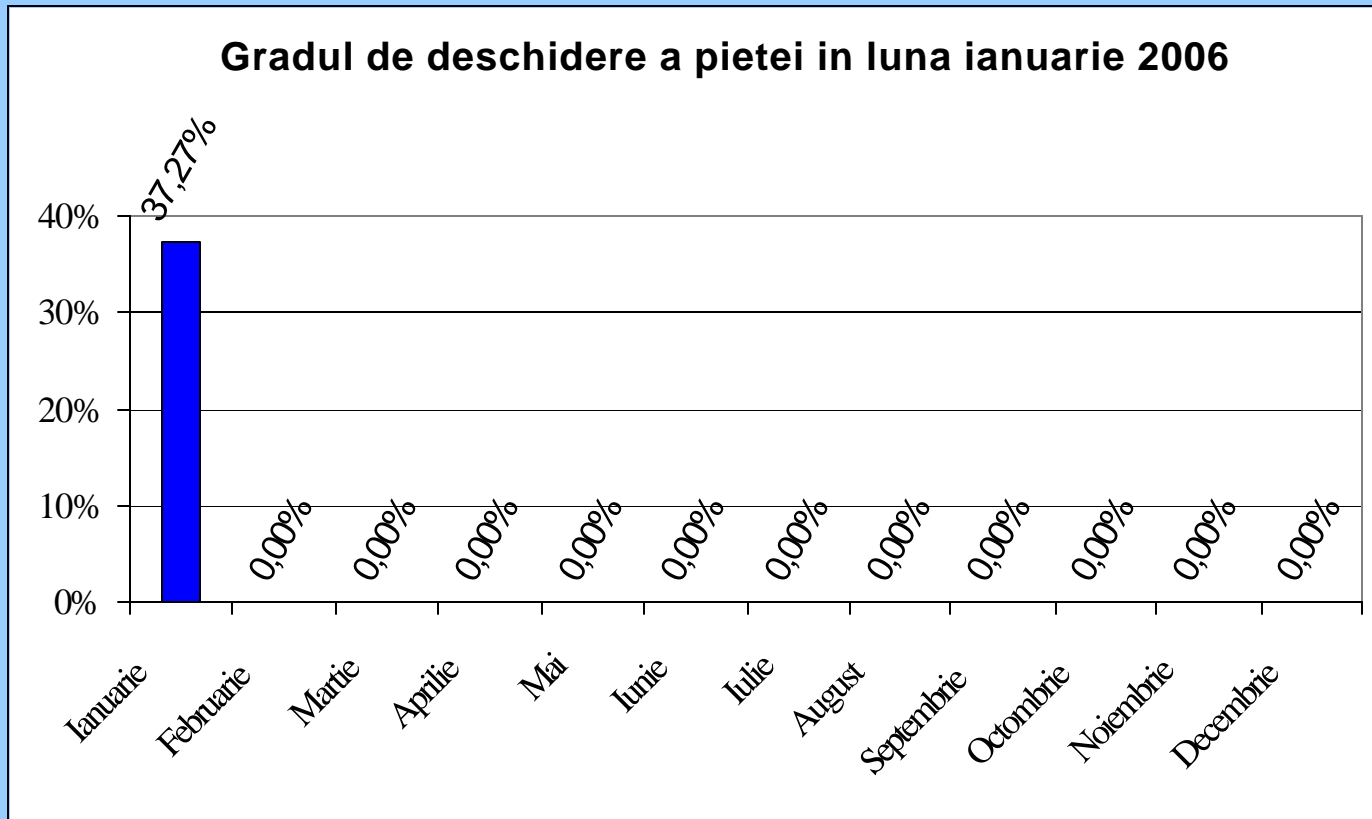 Gradul de deschidere a pietei in luna ianuarie 2006
37,27%
40%
30%
20%
10%
0%
0,00%
0,00%
0,00%
0,00%
0,00%
0,00%
0,00%
0,00%
0,00%
0,00%
0,00%
Ianuarie
Februarie
Martie
Aprilie
Mai
Iunie
Iulie
August
Septembrie
Octombrie
Noiembrie
Decembrie